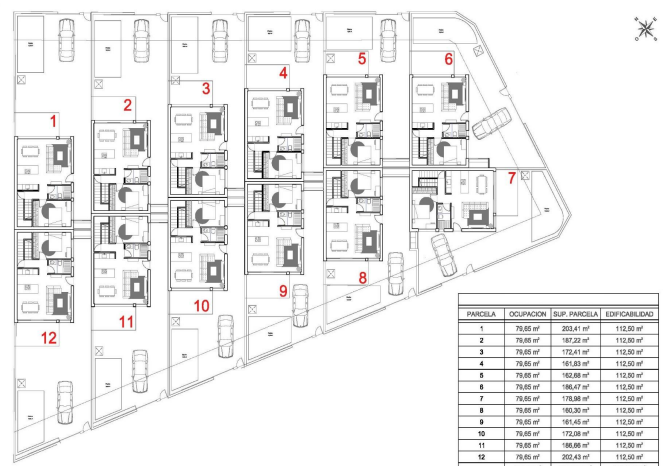 1
2
3
4
5
6
7
8
9
10
11
12
PARCELA OCUPACION SUP. PARCELA EDIFICABILIDAD
1 79,65 m² 203,41 m² 112,50 m²
2 79,65 m² 187,22 m² 112,50 m²
3 79,65 m² 172,41 m² 112,50 m²
4 79,65 m² 161,83 m² 112,50 m²
5 79,65 m² 162,68 m² 112,50 m²
6 79,65 m² 186,47 m² 112,50 m²
7 79,65 m² 178,98 m² 112,50 m²
8 79,65 m² 160,30 m² 112,50 m²
9 79,65 m² 161,45 m² 112,50 m²
10 79,65 m² 172,08 m² 112,50 m²
11 79,65 m² 186,86 m² 112,50 m²
12 79,65 m² 202,43 m² 112,50 m²